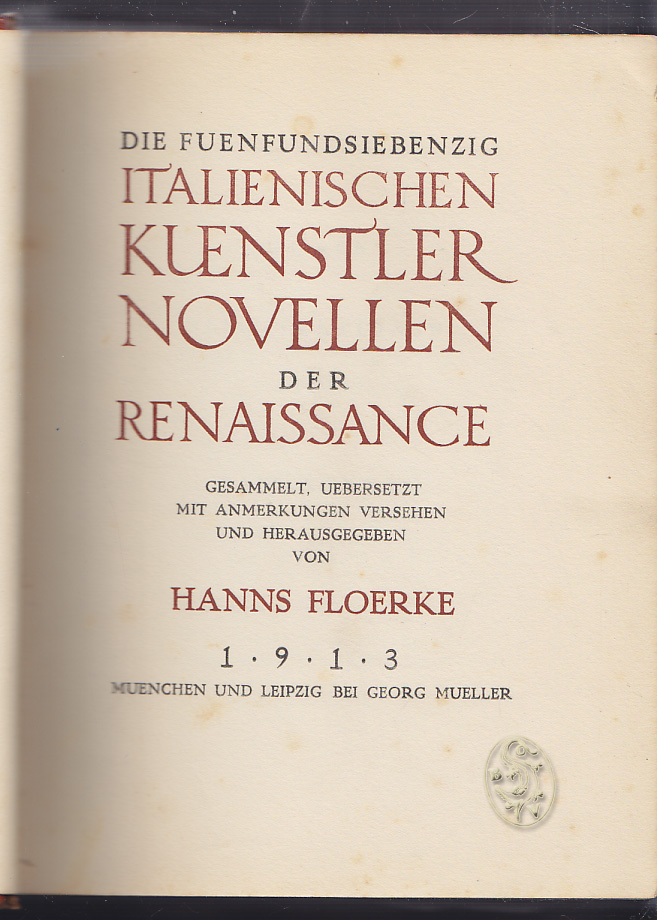 DIE FUENFUNDSIEBENZIG
ITALIENISCHEN
KUENSTLER
NOVELLEN
DER
RENAISSANCE
GESAMMELT, UEBERSETZT
MIT ANMERKUNGEN VERSEHEN
UND HERAUSGEGEBEN
VON
HANNS FLOERKE
1·9·1·3
MUENCHEN UND LEIPZIG BEI GEORG MUELLER